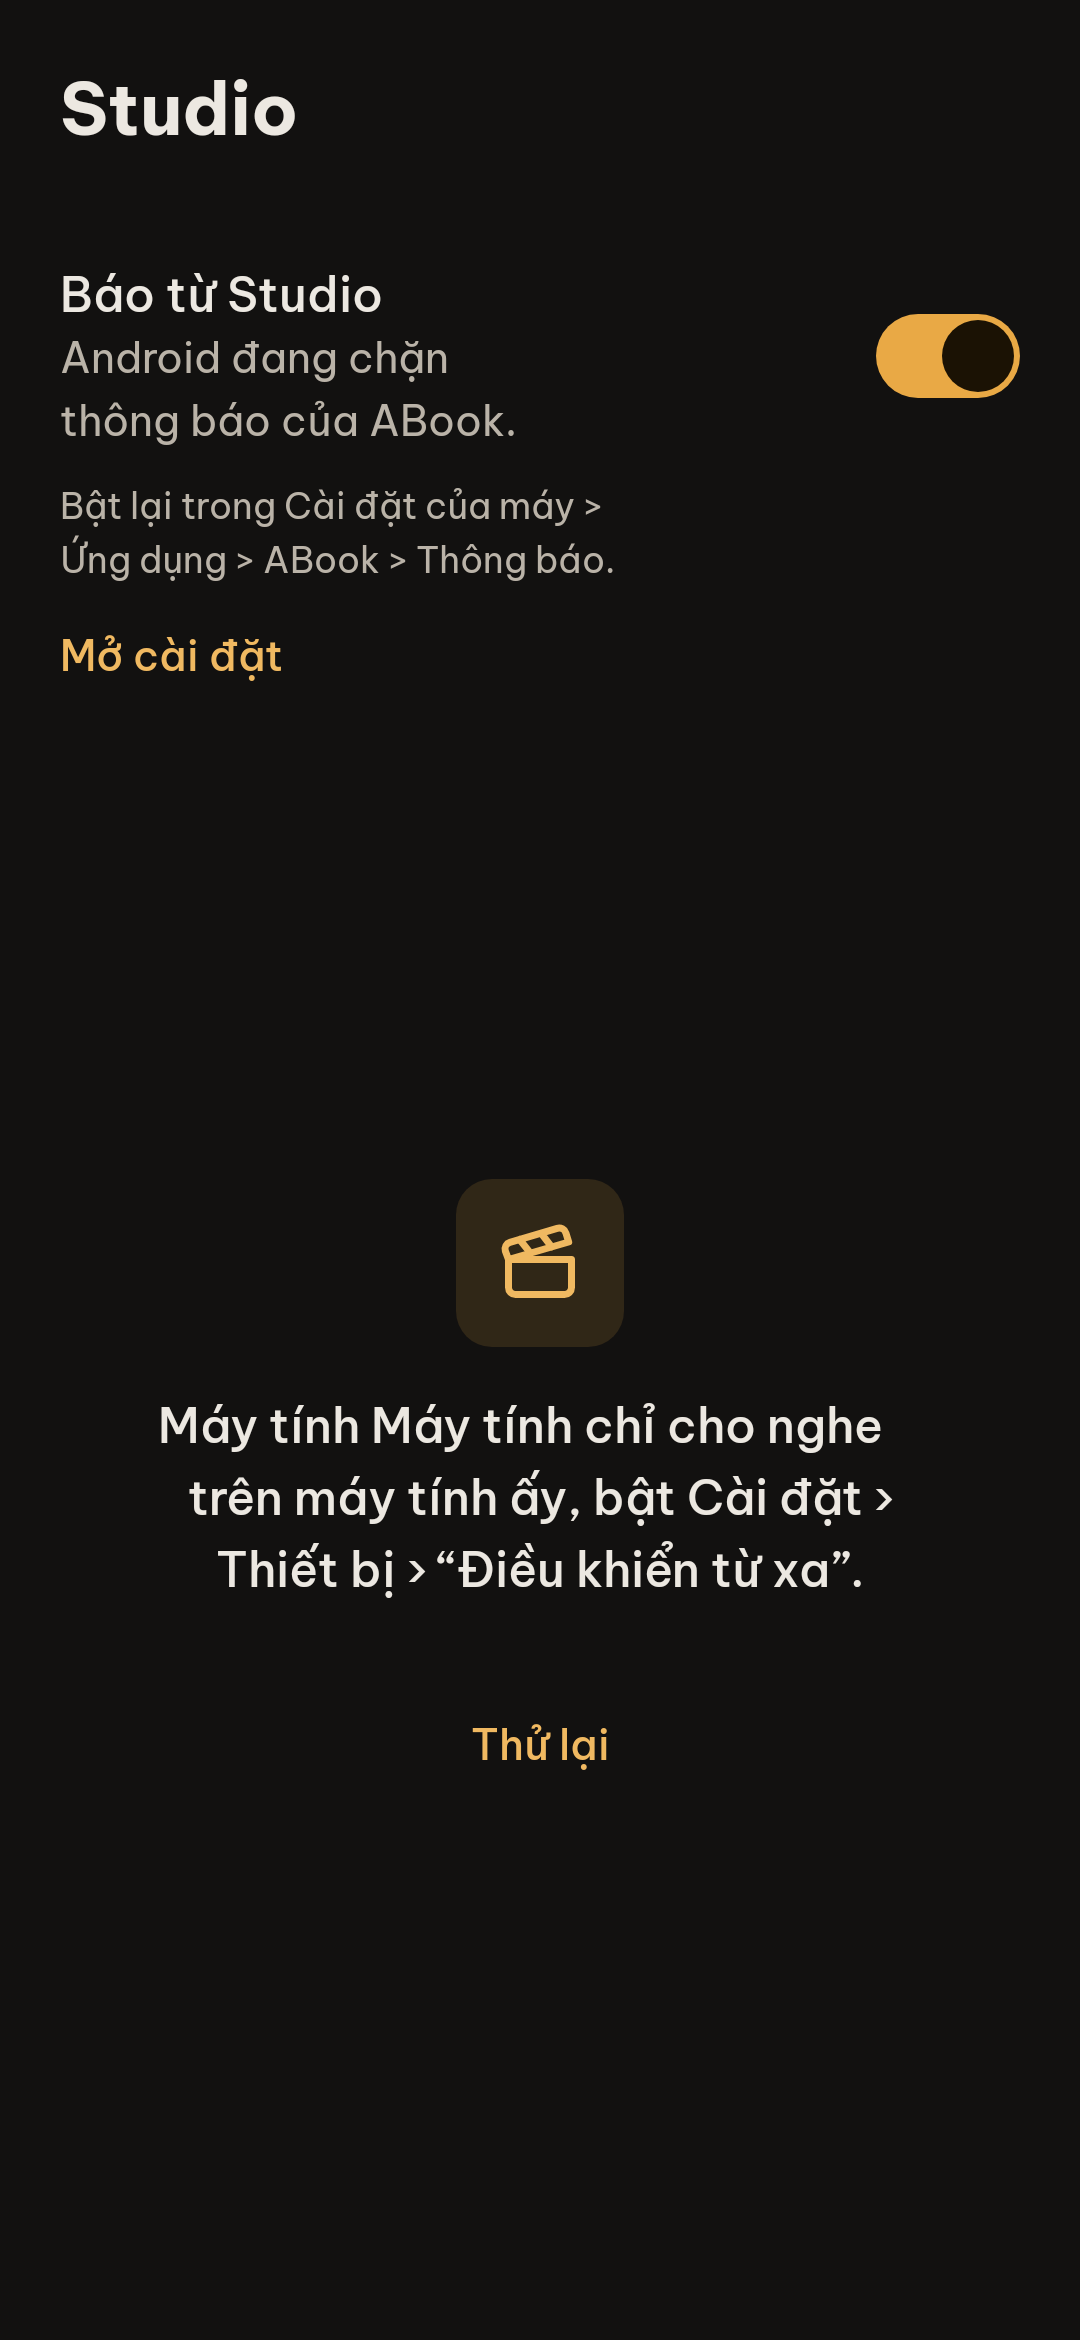 Studio
Báo từ Studio
Android đang chặn
thông báo của ABook.
Bật lại trong Cài đặt của máy >
Ứng dụng > ABook > Thông báo.
Mở cài đặt
Máy tính Máy tính chỉ cho nghe
trên máy tính ấy, bật Cài đặt >
Thiết bị > “Điều khiển từ xa”.
Thử lại